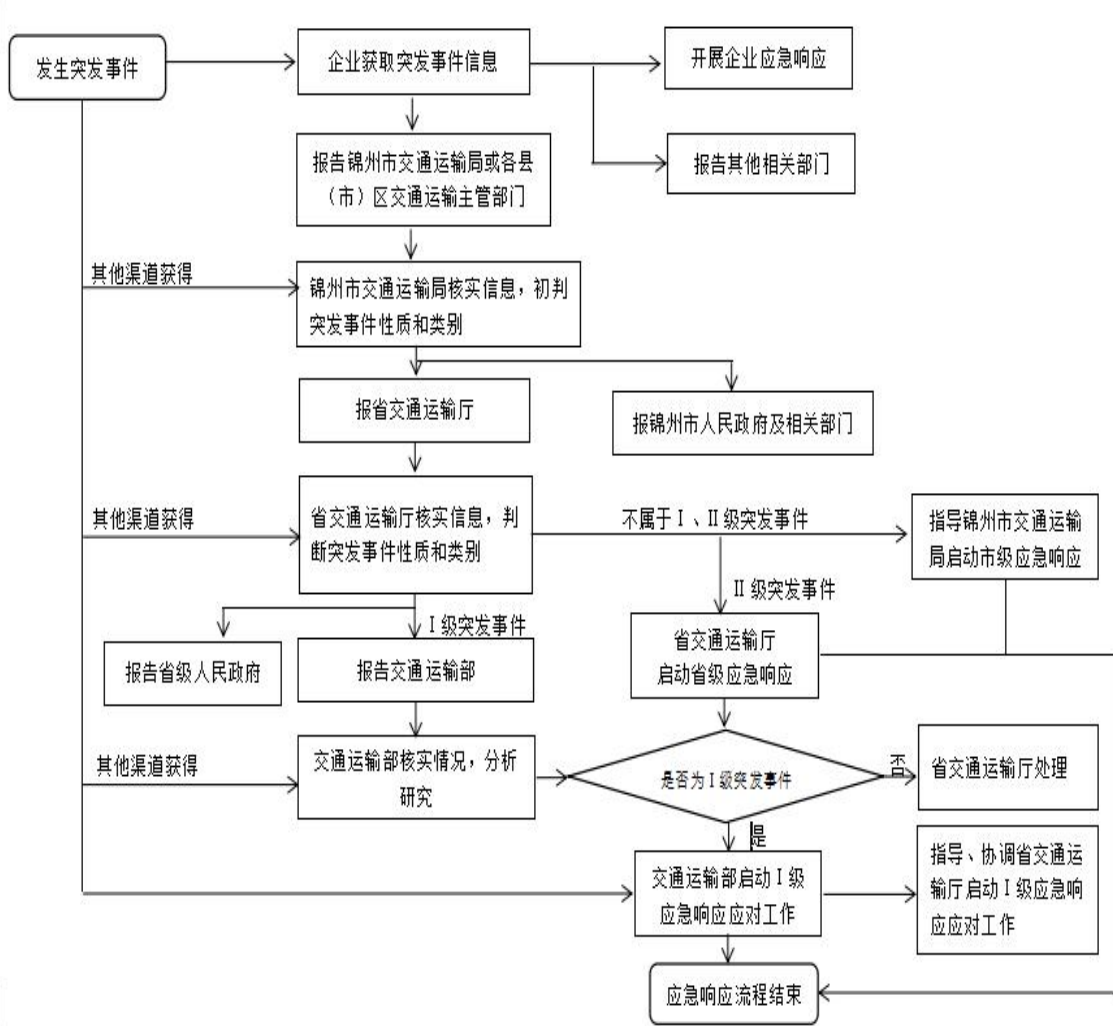 发生突发事件
企业获取突发事件信息
开展企业应急响应
报告锦州市交通运输局或各县
（市）区交通运输主管部门
报告其他相关部门
其他渠道获得
锦州市交通运输局核实信息，初判
突发事件性质和类别
报省交通运输厅
报锦州市人民政府及相关部门
其他渠道获得
省交通运输厅核实信息，判
断突发事件性质和类别
不属于Ⅰ、Ⅱ级突发事件
指导锦州市交通运输
局启动市级应急响应
Ⅱ级突发事件
Ⅰ级突发事件
省交通运输厅
启动省级应急响应
报告省级人民政府
报告交通运输部
其他渠道获得
交通运输部核实情况，分析
研究
是否为Ⅰ级突发事件
否
省交通运输厅处理
是
交通运输部启动Ⅰ级
应急响应应对工作
指导、协调省交通运
输厅启动Ⅰ级应急响
应应对工作
应急响应流程结束